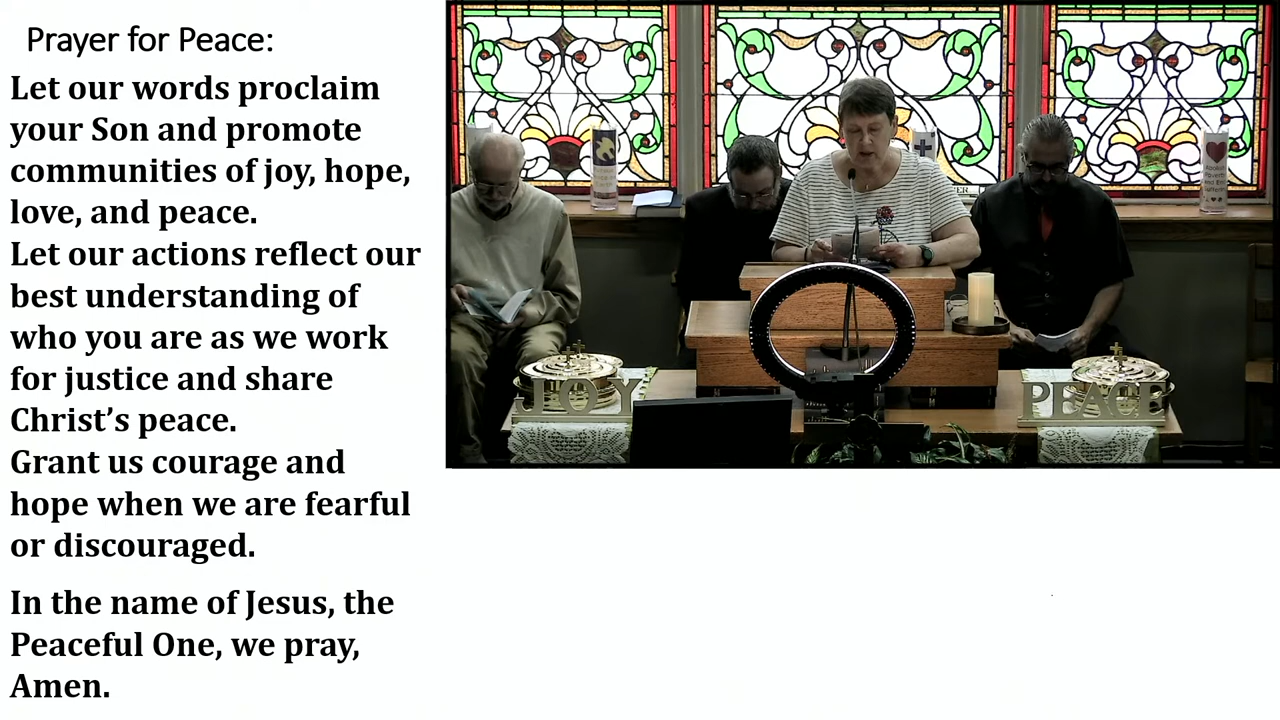 Prayer for Peace:
Let our words proclaim
your Son and promote
communities of joy, hope,
love, and peace.
Let our actions reflect our
best understanding of
who you are as we work
for justice and share
Christ’s peace.
Grant us courage and
hope when we are fearful
or discouraged.
In the name of Jesus, the
Peaceful One, we pray,
Amen.
Abolish
Poverty
JOY
PEACE